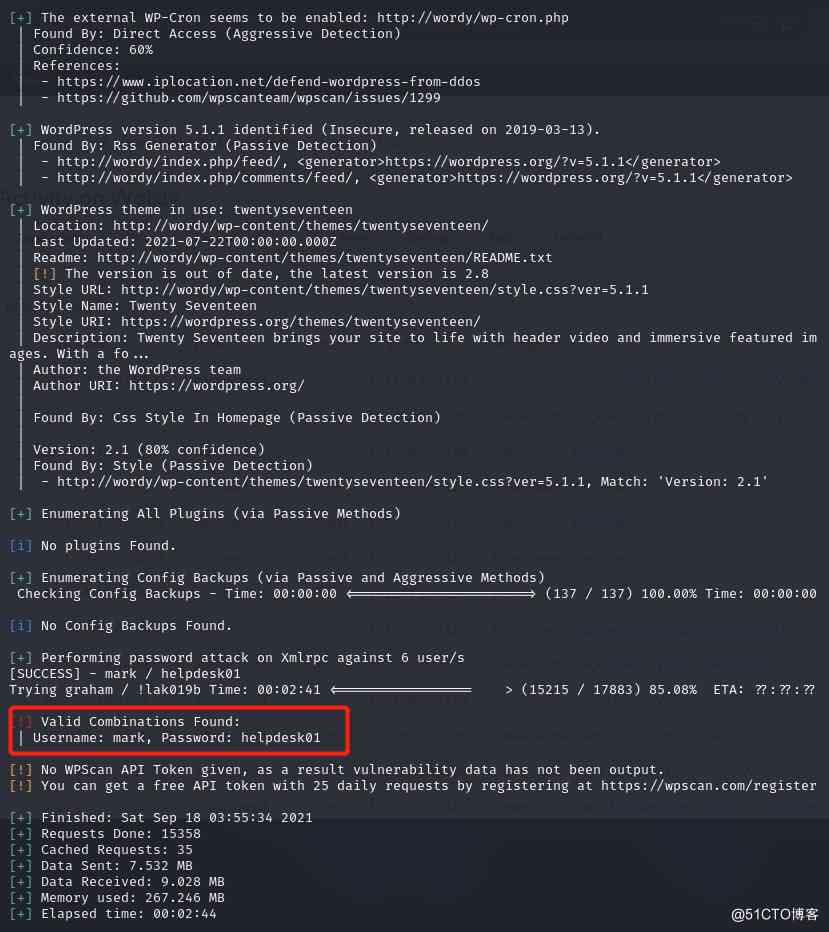 [+] The external WP-Cron seems to be enabled: http://wordy/wp-cron.php
| Found By: Direct Access (Aggressive Detection)
| Confidence: 60%
| References:
|  - https://www.iplocation.net/defend-wordpress-from-ddos
|  - https://github.com/wpscanteam/wpscan/issues/1299
[+] WordPress version 5.1.1 identified (Insecure, released on 2019-03-13).
| Found By: Rss Generator (Passive Detection)
|  - http://wordy/index.php/feed/, <generator>https://wordpress.org/?v=5.1.1</generator>
|  - http://wordy/index.php/comments/feed/, <generator>https://wordpress.org/?v=5.1.1</generator>
[+] WordPress theme in use: twentyseventeen
| Location: http://wordy/wp-content/themes/twentyseventeen/
| Last Updated: 2021-07-22T00:00:00.000Z
| Readme: http://wordy/wp-content/themes/twentyseventeen/README.txt
| [!] The version is out of date, the latest version is 2.8
| Style URL: http://wordy/wp-content/themes/twentyseventeen/style.css?ver=5.1.1
| Style Name: Twenty Seventeen
| Style URI: https://wordpress.org/themes/twentyseventeen/
| Description: Twenty Seventeen brings your site to life with header video and immersive featured im
ages. With a fo...
| Author: the WordPress team
| Author URI: https://wordpress.org/
|
| Found By: Css Style In Homepage (Passive Detection)
|
| Version: 2.1 (80% confidence)
| Found By: Style (Passive Detection)
|  - http://wordy/wp-content/themes/twentyseventeen/style.css?ver=5.1.1, Match: 'Version: 2.1'
[+] Enumerating All Plugins (via Passive Methods)
[i] No plugins Found.
[+] Enumerating Config Backups (via Passive and Aggressive Methods)
Checking Config Backups - Time: 00:00:00 <=======================> (137 / 137) 100.00% Time: 00:00:00
[i] No Config Backups Found.
[+] Performing password attack on Xmlrpc against 6 user/s
[SUCCESS] - mark / helpdesk01
Trying graham / !lak019b Time: 00:02:41 <=================    > (15215 / 17883) 85.08%  ETA: ??:??:??
[!] Valid Combinations Found:
| Username: mark, Password: helpdesk01
[!] No WPScan API Token given, as a result vulnerability data has not been output.
[!] You can get a free API token with 25 daily requests by registering at https://wpscan.com/register
[+] Finished: Sat Sep 18 03:55:34 2021
[+] Requests Done: 15358
[+] Cached Requests: 35
[+] Data Sent: 7.532 MB
[+] Data Received: 9.028 MB
[+] Memory used: 267.246 MB
[+] Elapsed time: 00:02:44
@51CTO博客